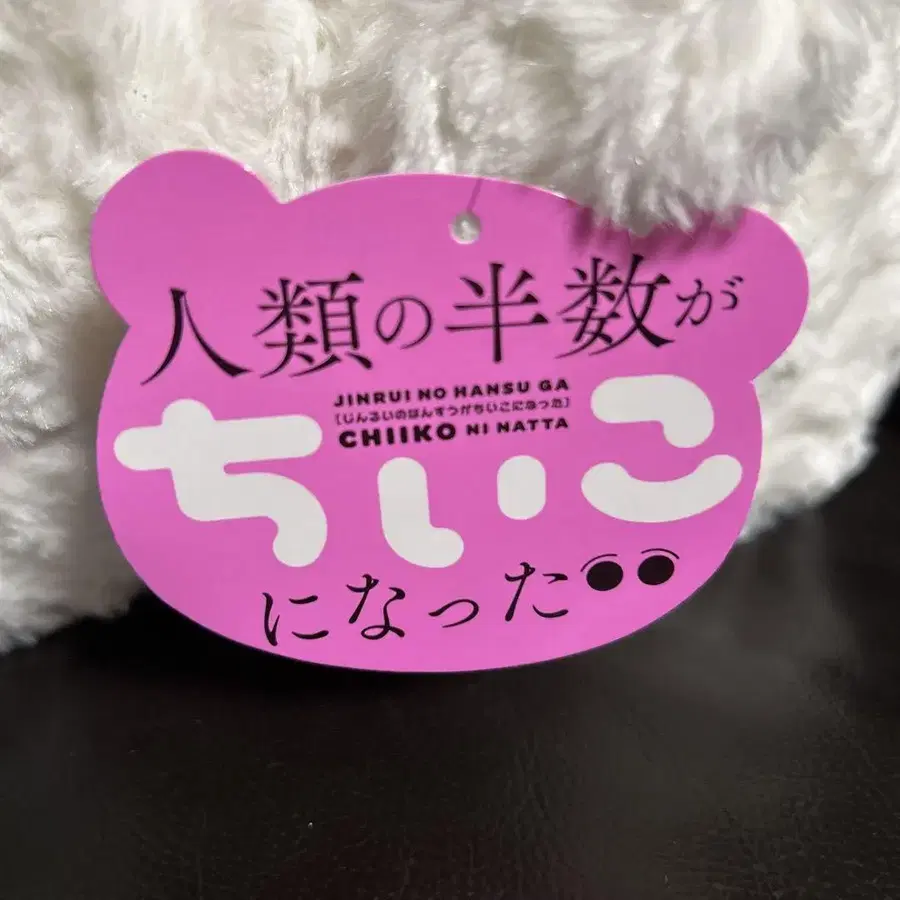 人類の半数が
JINRUI NO HANSU GA
(じんるいのはんすうがちいこになった)
CHIIKO NI NATTA
ちいこ
になった